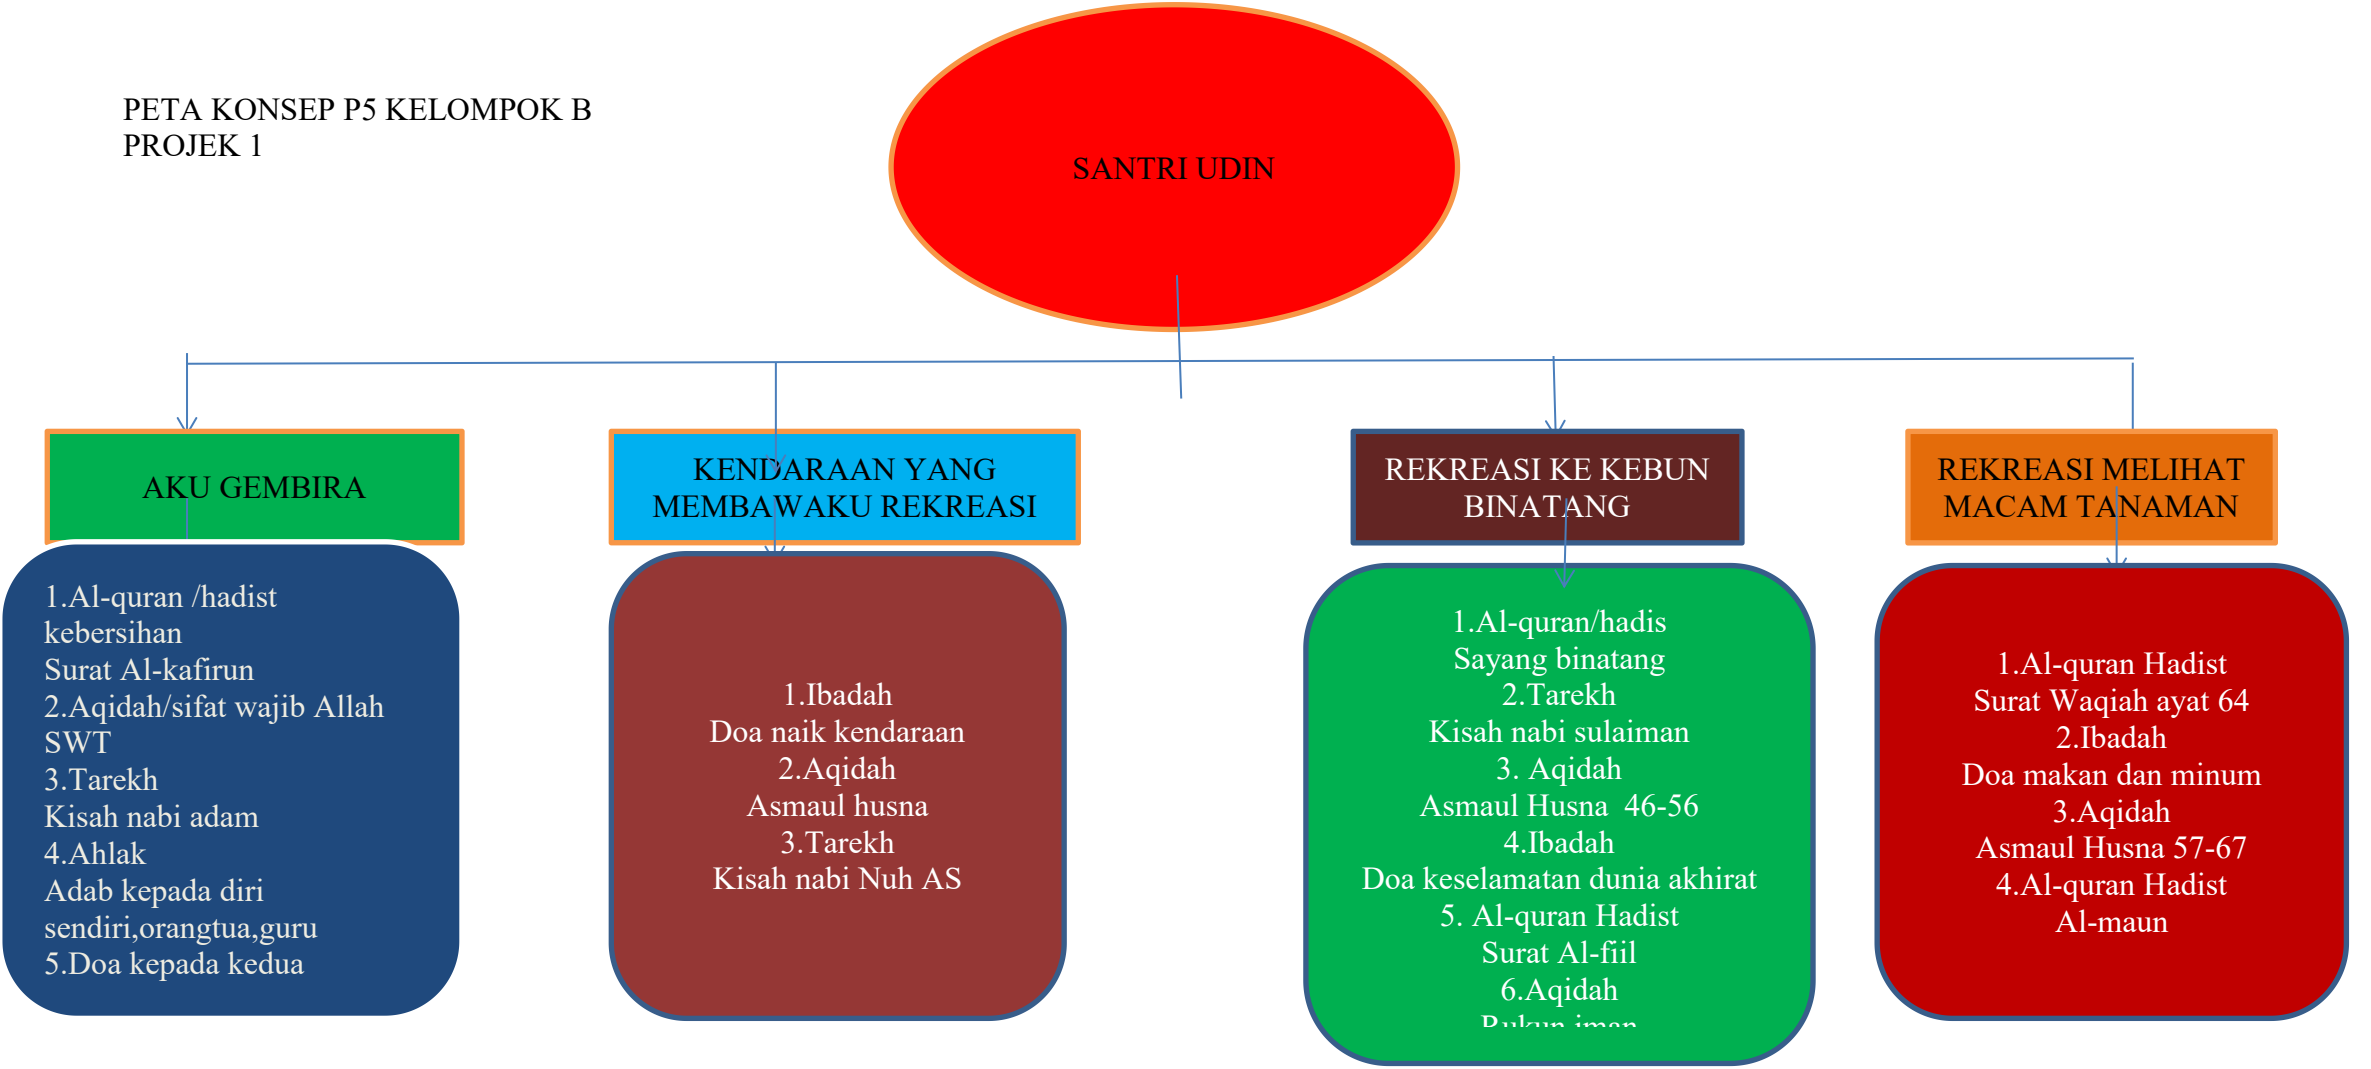 PETA KONSEP P5 KELOMPOK B
PROJEK 1
SANTRI UDIN
AKU GEMBIRA
KENDARAAN YANG
MEMBAWAKU REKREASI
REKREASI KE KEBUN
BINATANG
REKREASI MELIHAT
MACAM TANAMAN
1.Al-quran /hadist
kebersihan
Surat Al-kafirun
2.Aqidah/sifat wajib Allah
SWT
3.Tarekh
Kisah nabi adam
4.Ahlak
Adab kepada diri
sendiri,orangtua,guru
5.Doa kepada kedua
1.Ibadah
Doa naik kendaraan
2.Aqidah
Asmaul husna
3.Tarekh
Kisah nabi Nuh AS
1.Al-quran/hadis
Sayang binatang
2.Tarekh
Kisah nabi sulaiman
3. Aqidah
Asmaul Husna  46-56
4.Ibadah
Doa keselamatan dunia akhirat
5. Al-quran Hadist
Surat Al-fiil
6.Aqidah
Rukun iman
1.Al-quran Hadist
Surat Waqiah ayat 64
2.Ibadah
Doa makan dan minum
3.Aqidah
Asmaul Husna 57-67
4.Al-quran Hadist
Al-maun